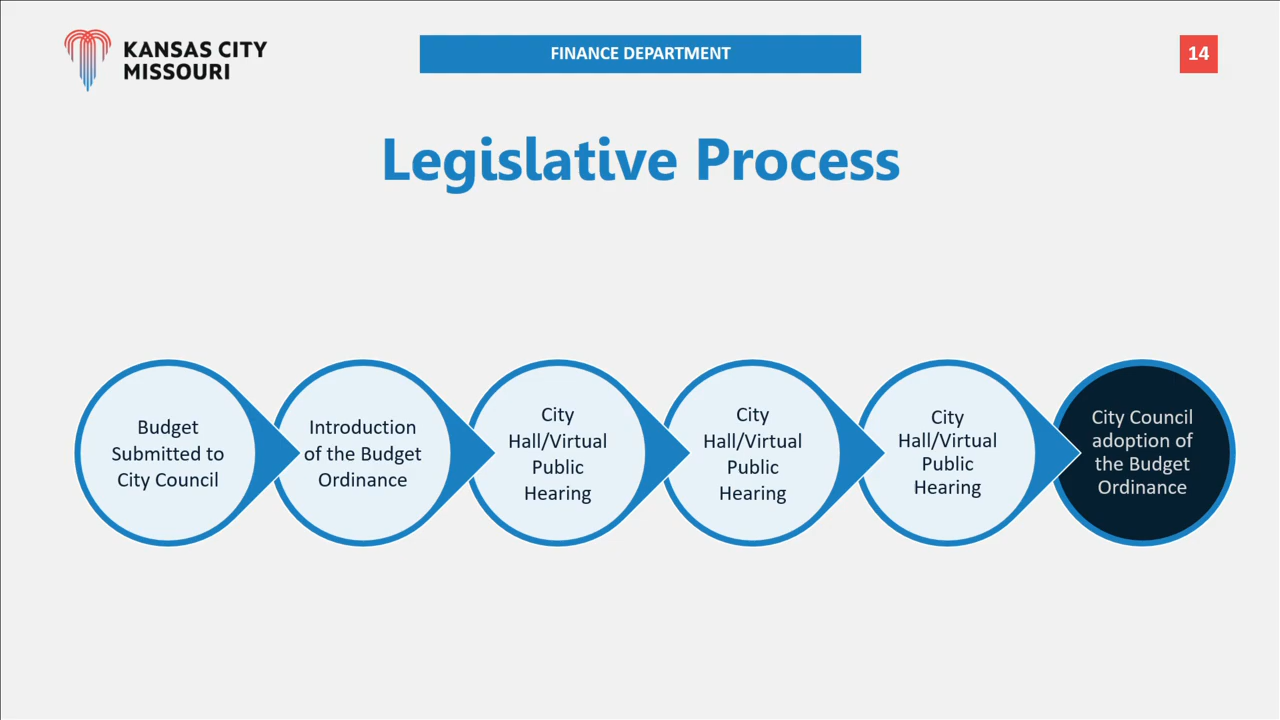 KANSAS CITY
MISSOURI
FINANCE DEPARTMENT
14
Legislative Process
Budget
Submitted to
City Council
Introduction
of the Budget
Ordinance
City
Hall/Virtual
Public
Hearing
City
Hall/Virtual
Public
Hearing
City
Hall/Virtual
Public
Hearing
City Council
adoption of
the Budget
Ordinance